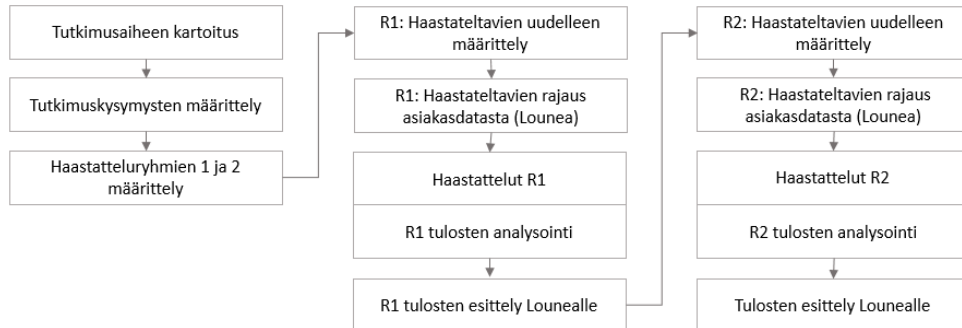 Tutkimusaiheen kartoitus
Tutkimuskysymysten määrittely
Haastatteluryhmien 1 ja 2
määrittely
R1: Haastateltavien uudelleen
määrittely
R1: Haastateltavien rajaus
asiakasdatasta (Lounea)
Haastattelut R1
R1 tulosten analysointi
R1 tulosten esittely Lounealle
R2: Haastateltavien uudelleen
määrittely
R2: Haastateltavien rajaus
asiakasdatasta (Lounea)
Haastattelut R2
R2 tulosten analysointi
Tulosten esittely Lounealle